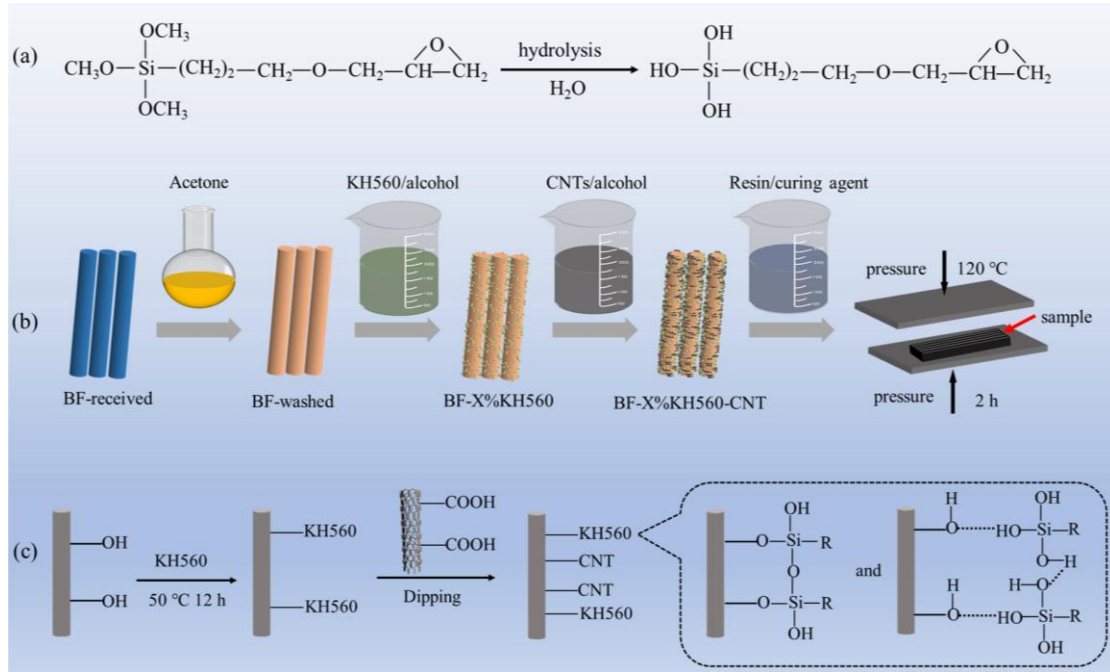 (a)
OCH₃
CH₃O—Si—(CH₂)₂—CH₂—O—CH₂—CH—CH₂
O
OCH₃
hydrolysis
H₂O
OH
HO—Si—(CH₂)₂—CH₂—O—CH₂—CH—CH₂
O
OH
(b)
Acetone
KH560/alcohol
CNTs/alcohol
Resin/curing agent
BF-received
BF-washed
BF-X%KH560
BF-X%KH560-CNT
pressure
120 ℃
sample
pressure
2 h
(c)
OH
OH
KH560
50 ℃ 12 h
KH560
KH560
COOH
COOH
Dipping
KH560
CNT
CNT
KH560
OH
O—Si—R
O
O—Si—R
OH
and
H
O
HO—Si—R
OH
O—H
H—O
H
O
HO—Si—R
OH